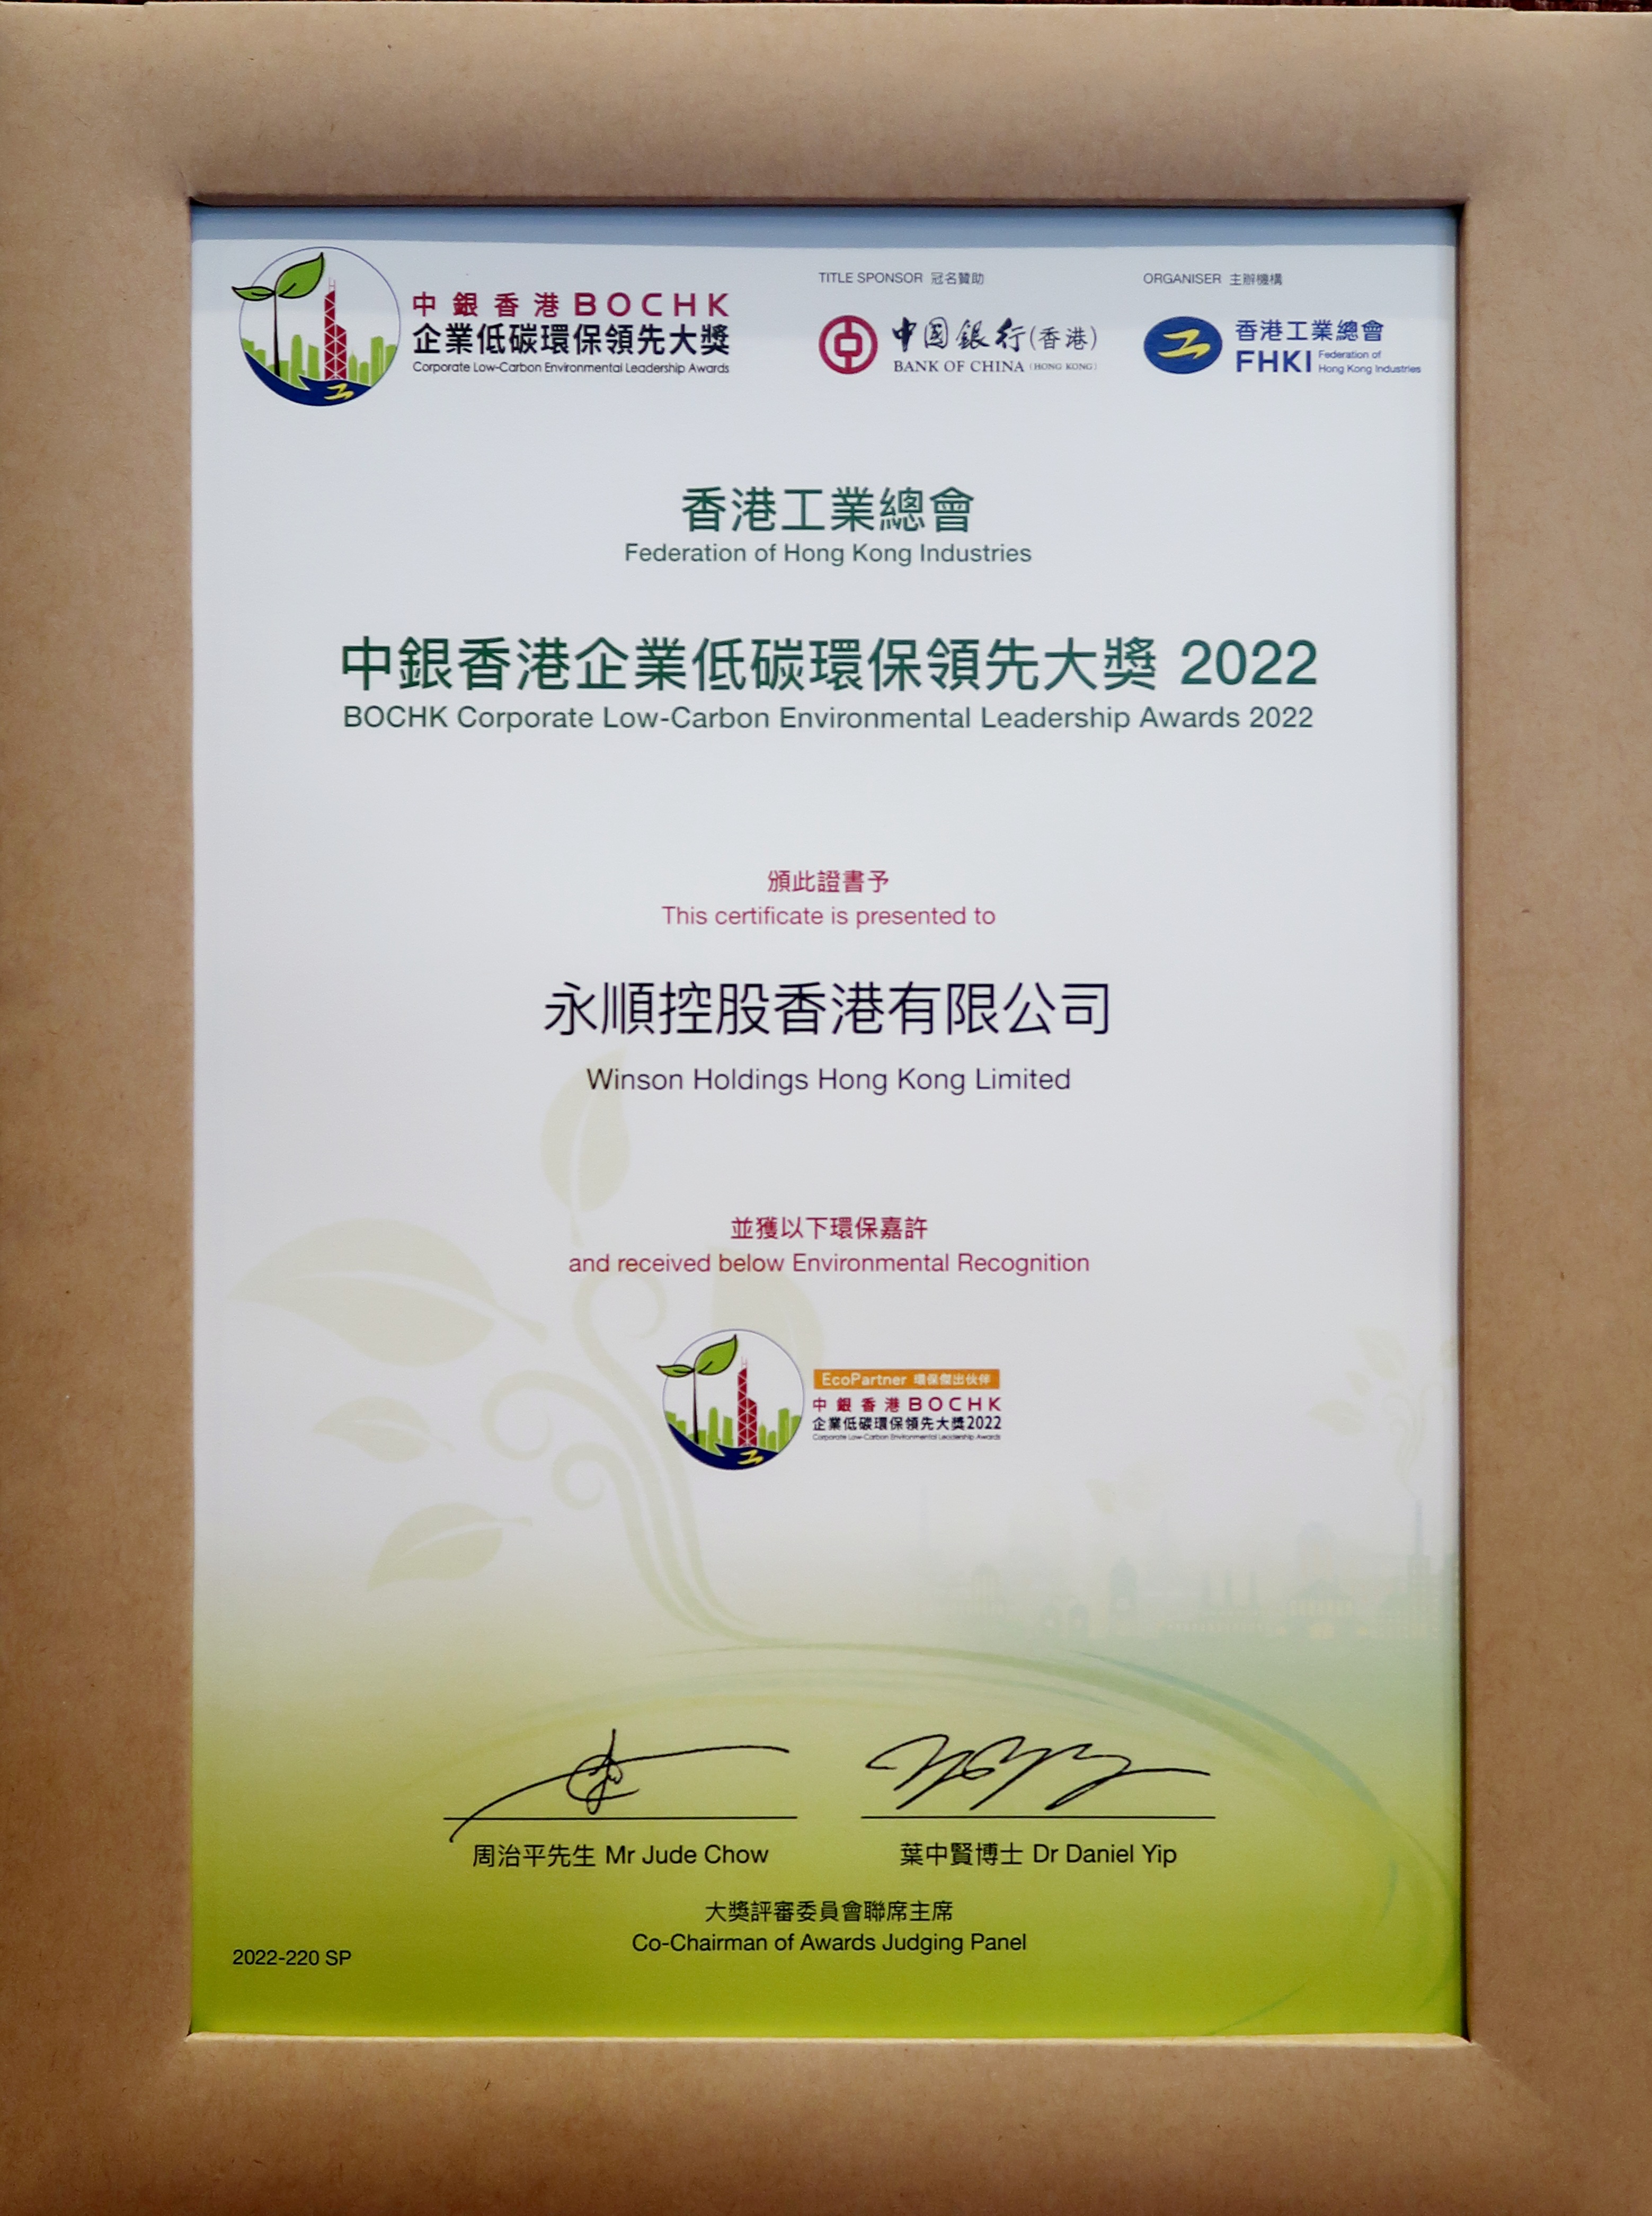 中銀香港BOCHK
企業低碳環保領先大獎
Corporate Low-Carbon Environmental Leadership Awards
TITLE SPONSOR 冠名贊助
中国銀行(香港)
BANK OF CHINA (HONG KONG)
ORGANISER 主辦機構
香港工業總會
FHKI Federation of
Hong Kong Industries
香港工業總會
Federation of Hong Kong Industries
中銀香港企業低碳環保領先大獎 2022
BOCHK Corporate Low-Carbon Environmental Leadership Awards 2022
頒此證書予
This certificate is presented to
永順控股香港有限公司
Winson Holdings Hong Kong Limited
並獲以下環保嘉許
and received below Environmental Recognition
EcoPartner 環保傑出伙伴
中銀香港BOCHK
企業低碳環保領先大獎2022
Corporate Low-Carbon Environmental Leadership Awards
周治平先生 Mr Jude Chow
葉中賢博士 Dr Daniel Yip
大獎評審委員會聯席主席
Co-Chairman of Awards Judging Panel
2022-220 SP